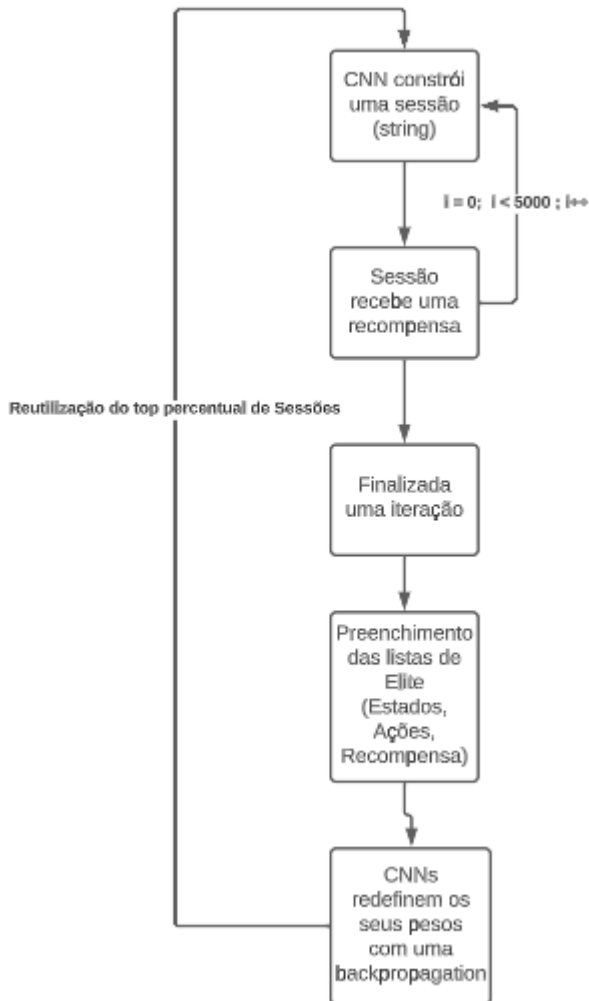 CNN constrói
uma sessão
(string)
i = 0; i < 5000 ; i++
Sessão
recebe uma
recompensa
Reutilização do top percentual de Sessões
Finalizada
uma iteração
Preenchimento
das listas de
Elite
(Estados,
Ações,
Recompensa)
CNNs
redefinem os
seus pesos
com uma
backpropagation